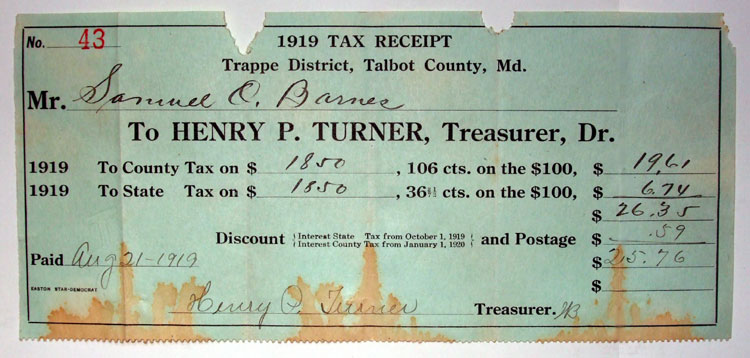 No. 43
1919 TAX RECEIPT
Trappe District, Talbot County, Md.
Mr. Samuel O. Barnes
To HENRY P. TURNER, Treasurer, Dr.
1919 To County Tax on $ 1850, 106 cts. on the $100, $ 19.61
1919 To State Tax on $ 1850, 36 cts. on the $100, $ 6.74
$ 26.35
Discount { Interest State Tax from October 1, 1919 } and Postage $ .59
{ Interest County Tax from January 1, 1920 }
Paid Aug 21-1919 $ 25.76
EASTON STAR-DEMOCRAT $
Henry P. Turner Treasurer.